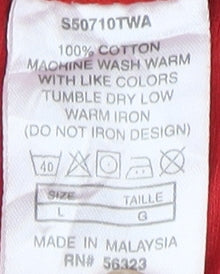 S50710TWA
100% COTTON
MACHINE WASH WARM
WITH LIKE COLORS
TUMBLE DRY LOW
WARM IRON
(DO NOT IRON DESIGN)
40
SIZE TAILLE
L G
MADE IN MALAYSIA
RN# 56323